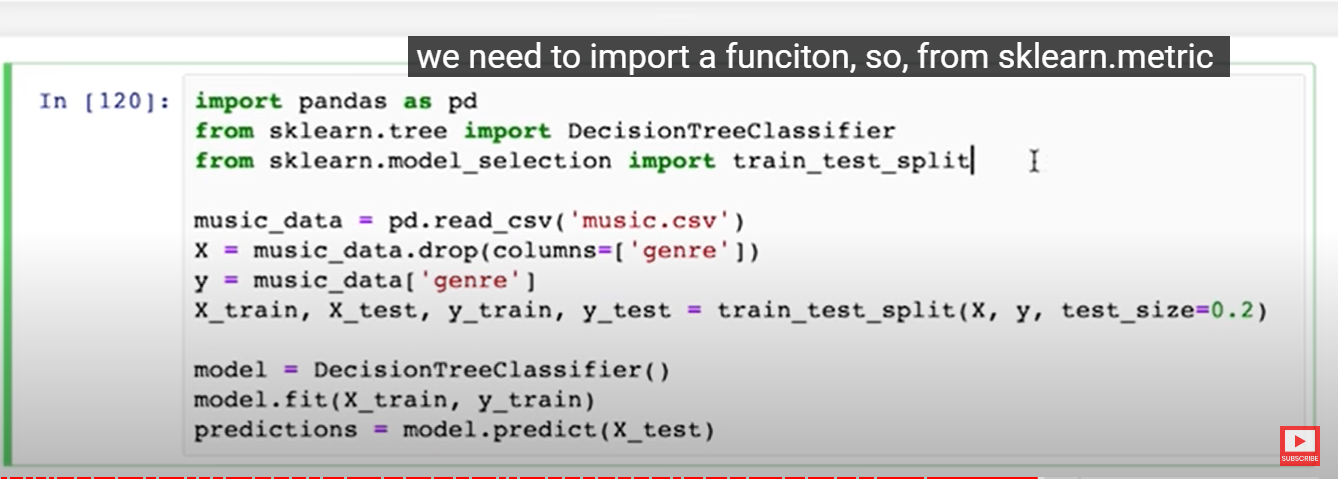 we need to import a funciton, so, from sklearn.metric
In [120]:
import pandas as pd
from sklearn.tree import DecisionTreeClassifier
from sklearn.model_selection import train_test_split
music_data = pd.read_csv('music.csv')
X = music_data.drop(columns=['genre'])
y = music_data['genre']
X_train, X_test, y_train, y_test = train_test_split(X, y, test_size=0.2)
model = DecisionTreeClassifier()
model.fit(X_train, y_train)
predictions = model.predict(X_test)
SUBSCRIBE